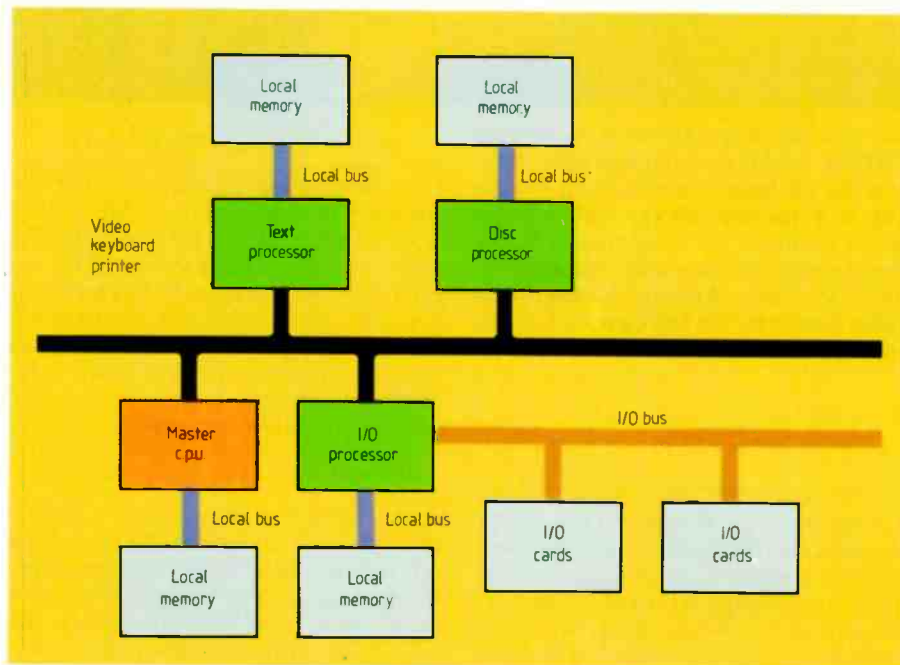 Local
memory
Local
memory
Local bus
Local bus
Video
keyboard
printer
Text
processor
Disc
processor
Master
c.p.u.
I/O
processor
I/O bus
Local bus
Local bus
I/O
cards
I/O
cards
Local
memory
Local
memory